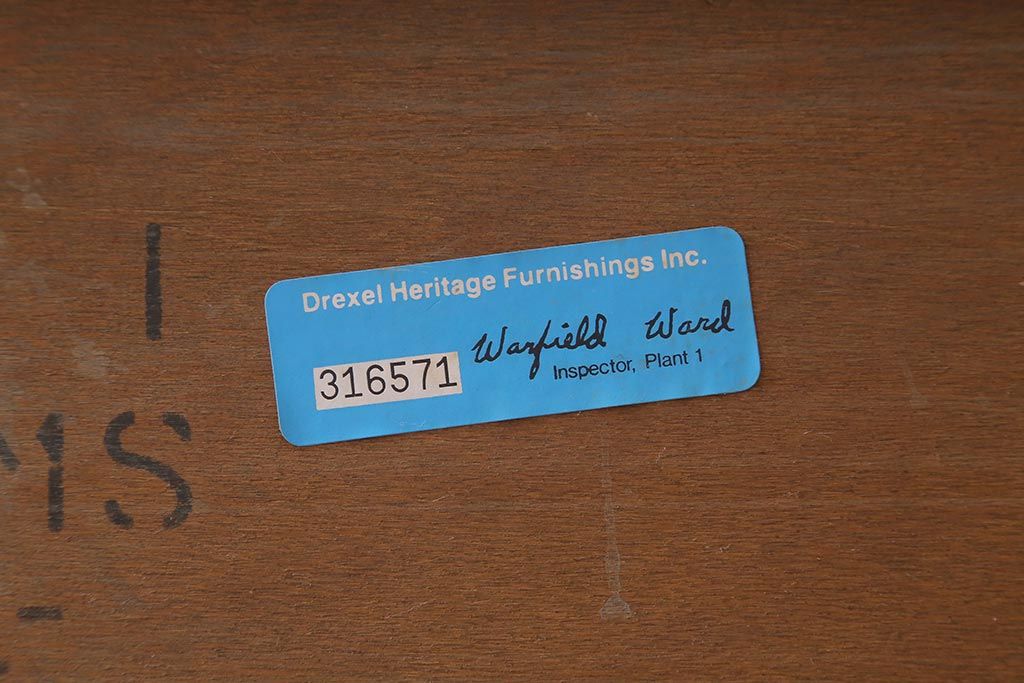 Drexel Heritage Furnishings Inc.
Warfield Ward
316571
Inspector, Plant 1
I
MS
-